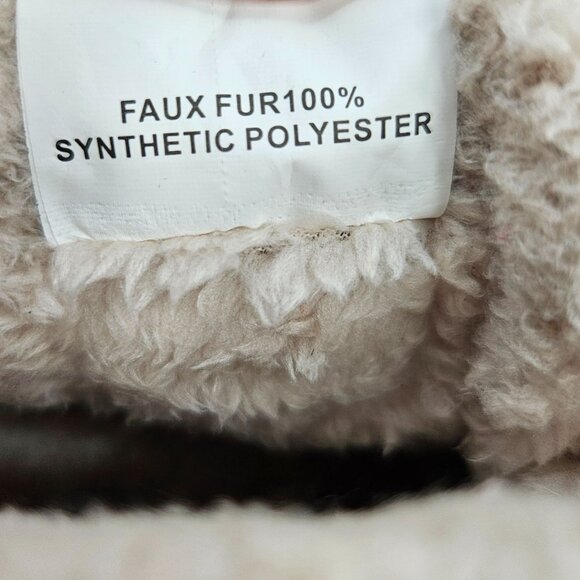 FAUX FUR100%
SYNTHETIC POLYESTER